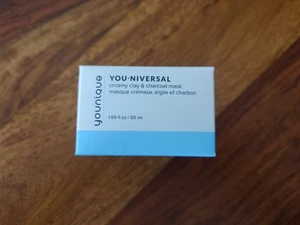 younique
YOU·NIVERSAL
creamy clay & charcoal mask
masque crémeux argile et charbon
1.69 fl oz / 50 ml